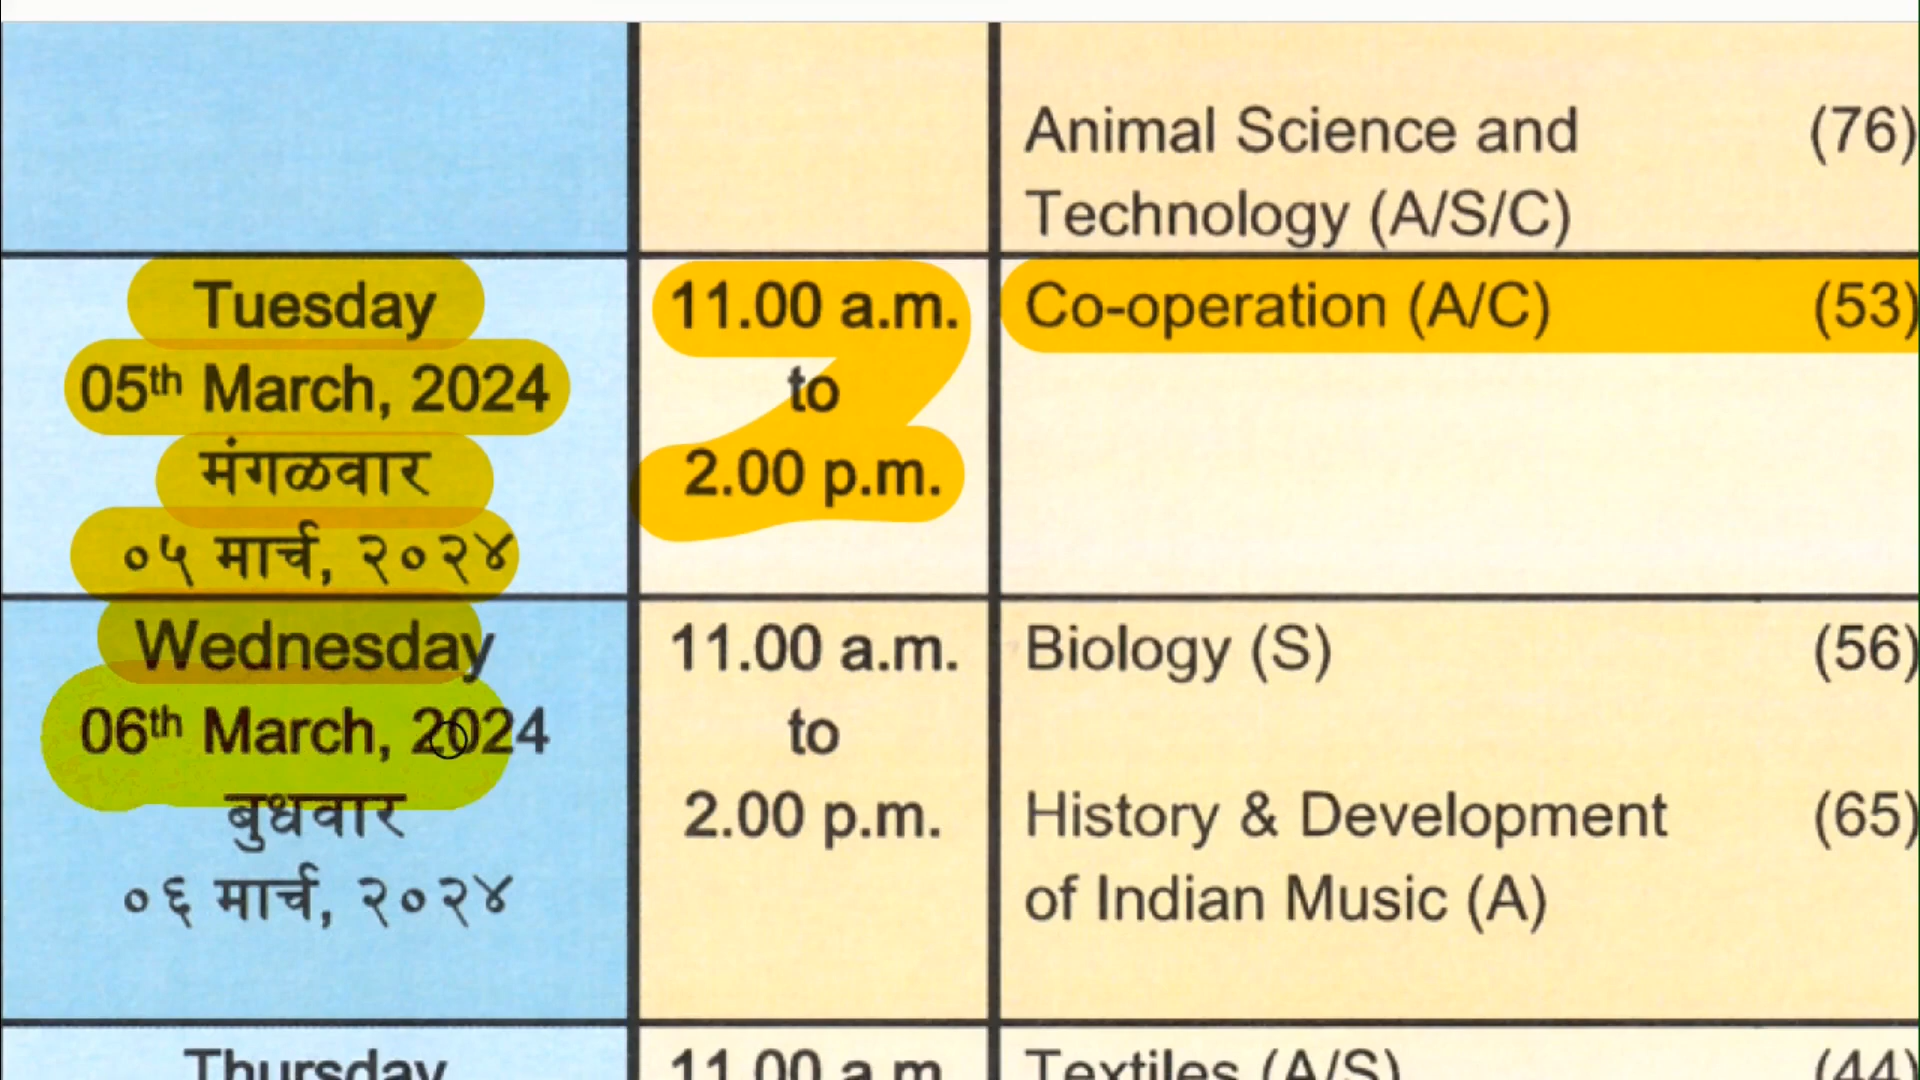 Animal Science and (76)
Technology (A/S/C)
Tuesday
05th March, 2024
मंगळवार
०५ मार्च, २०२४
11.00 a.m.
to
2.00 p.m.
Co-operation (A/C) (53)
Wednesday
06th March, 2024
बुधवार
०६ मार्च, २०२४
11.00 a.m.
to
2.00 p.m.
Biology (S) (56)
History & Development (65)
of Indian Music (A)
Thursday
11.00 a.m.
Textiles (A/S) (44)